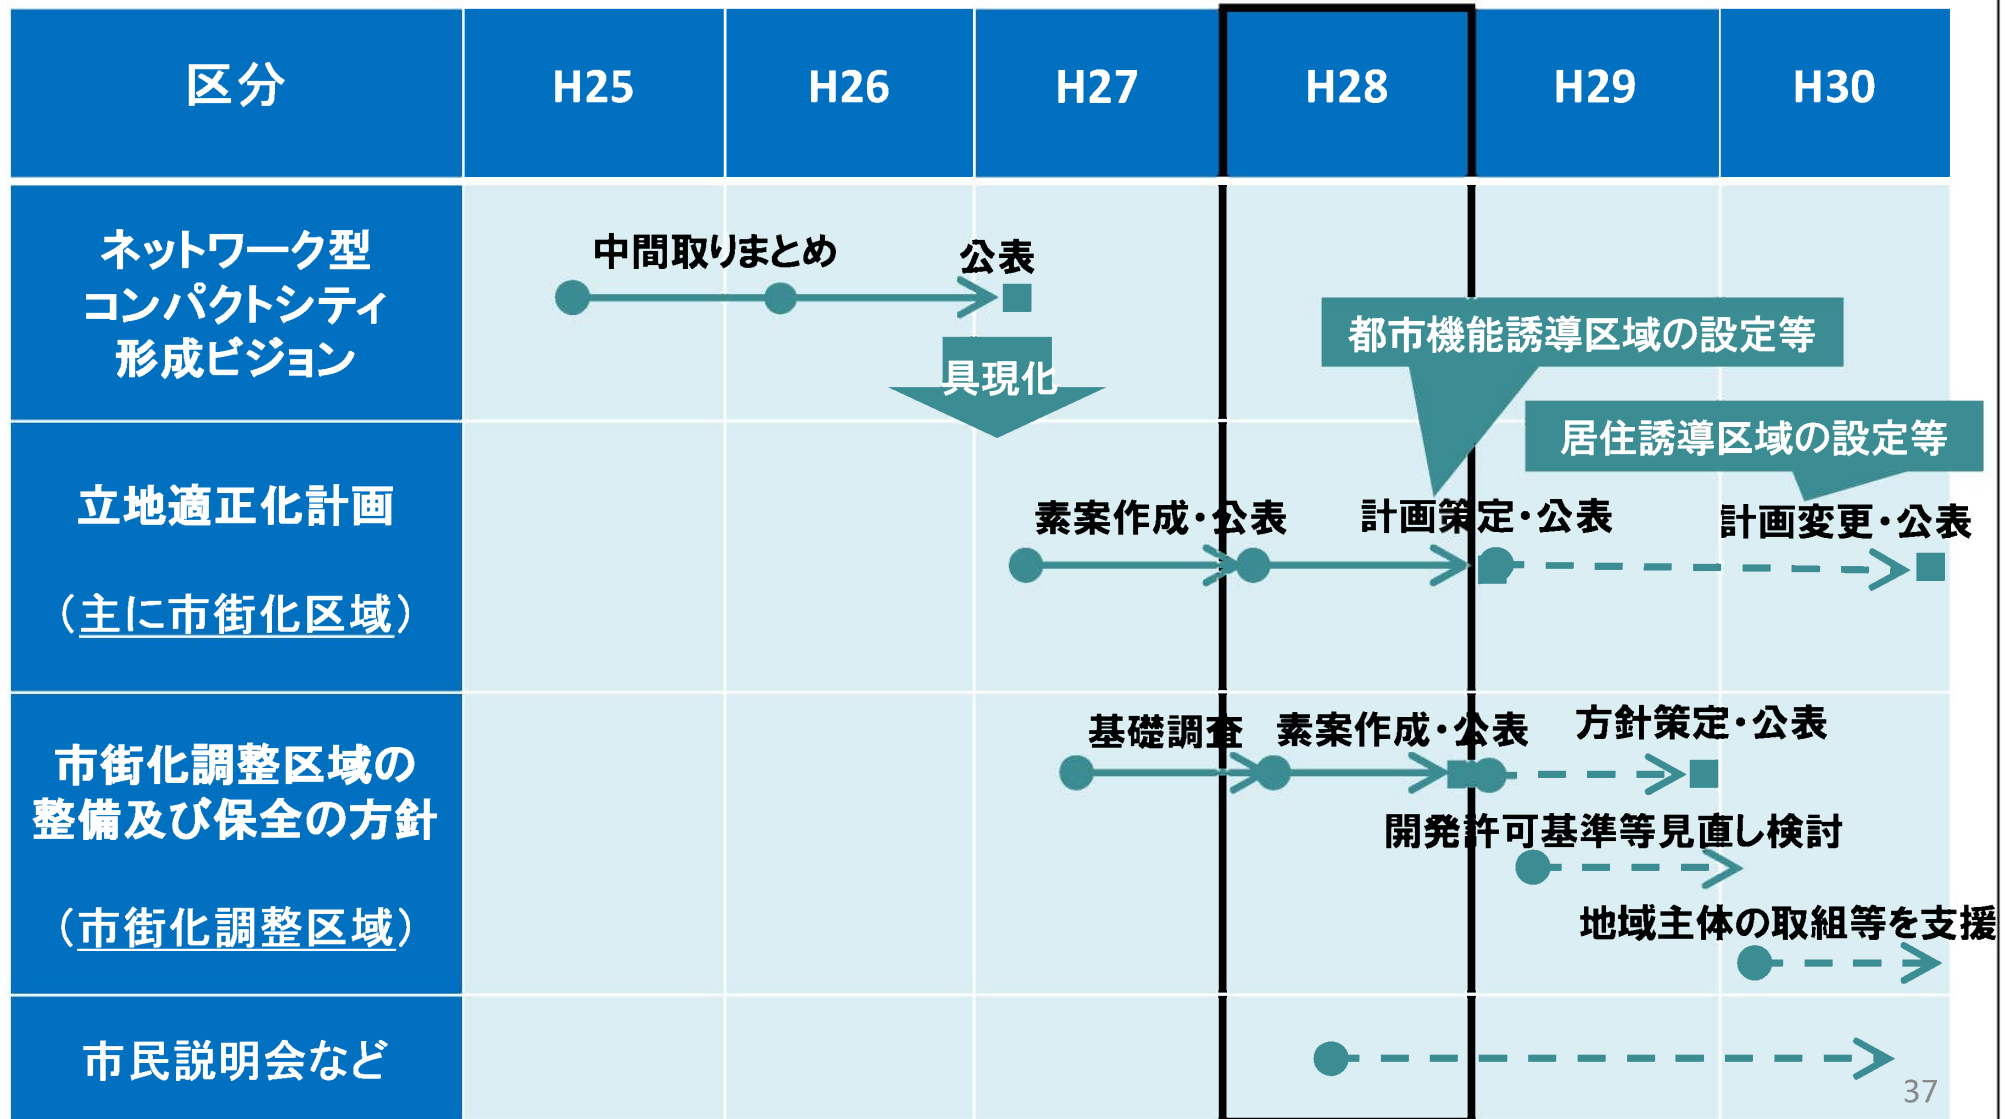 区分 H25 H26 H27 H28 H29 H30
ネットワーク型
コンパクトシティ
形成ビジョン
中間取りまとめ 公表
具現化
都市機能誘導区域の設定等
居住誘導区域の設定等
立地適正化計画
（主に市街化区域）
素案作成・公表 計画策定・公表 計画変更・公表
市街化調整区域の
整備及び保全の方針
（市街化調整区域）
基礎調査 素案作成・公表 方針策定・公表
開発許可基準等見直し検討
地域主体の取組等を支援
市民説明会など
37